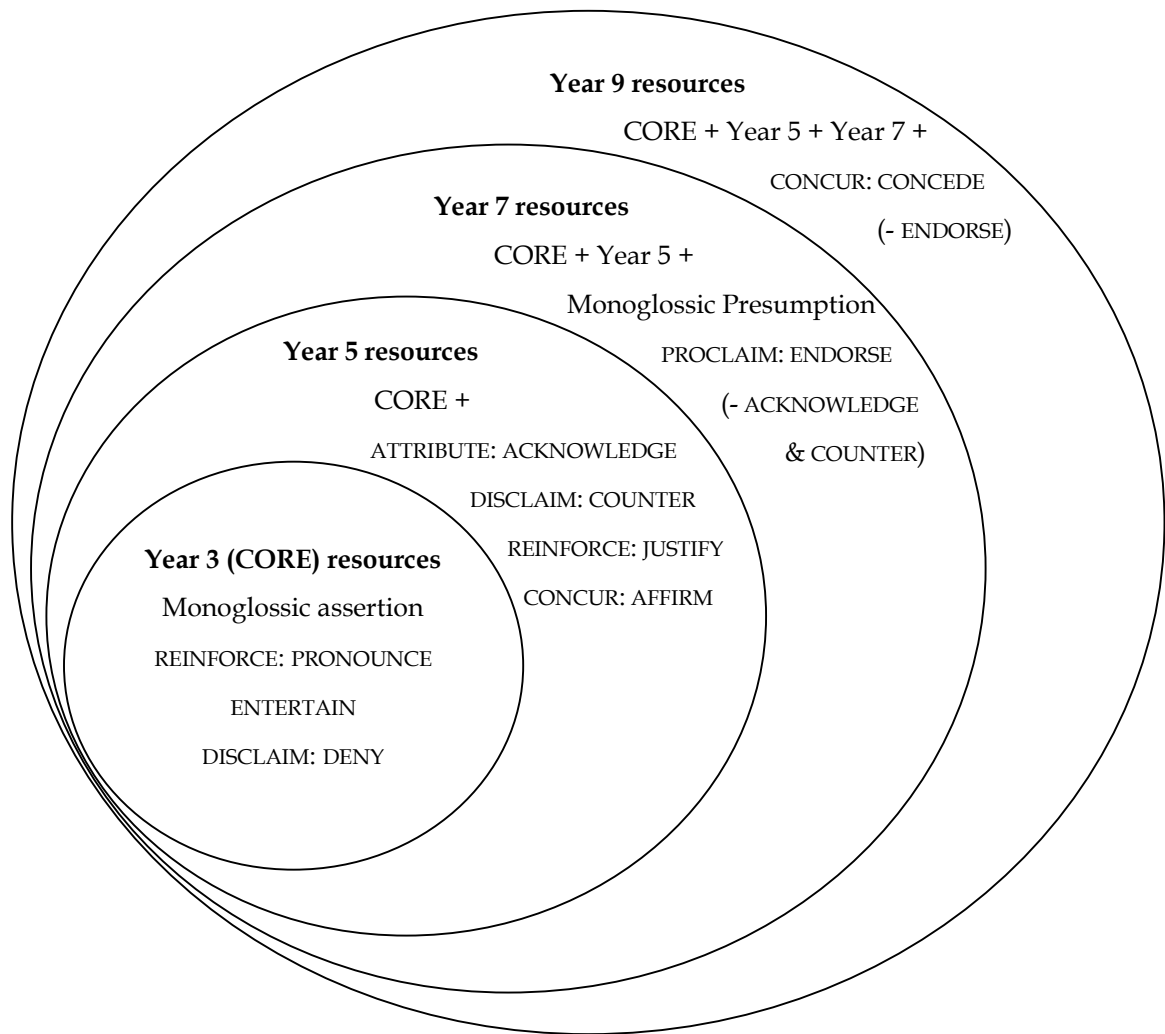 Year 9 resources
CORE + Year 5 + Year 7 +
CONCUR: CONCEDE
(- ENDORSE)
Year 7 resources
CORE + Year 5 +
Monoglossic Presumption
PROCLAIM: ENDORSE
(- ACKNOWLEDGE
& COUNTER)
Year 5 resources
CORE +
ATTRIBUTE: ACKNOWLEDGE
DISCLAIM: COUNTER
REINFORCE: JUSTIFY
CONCUR: AFFIRM
Year 3 (CORE) resources
Monoglossic assertion
REINFORCE: PRONOUNCE
ENTERTAIN
DISCLAIM: DENY